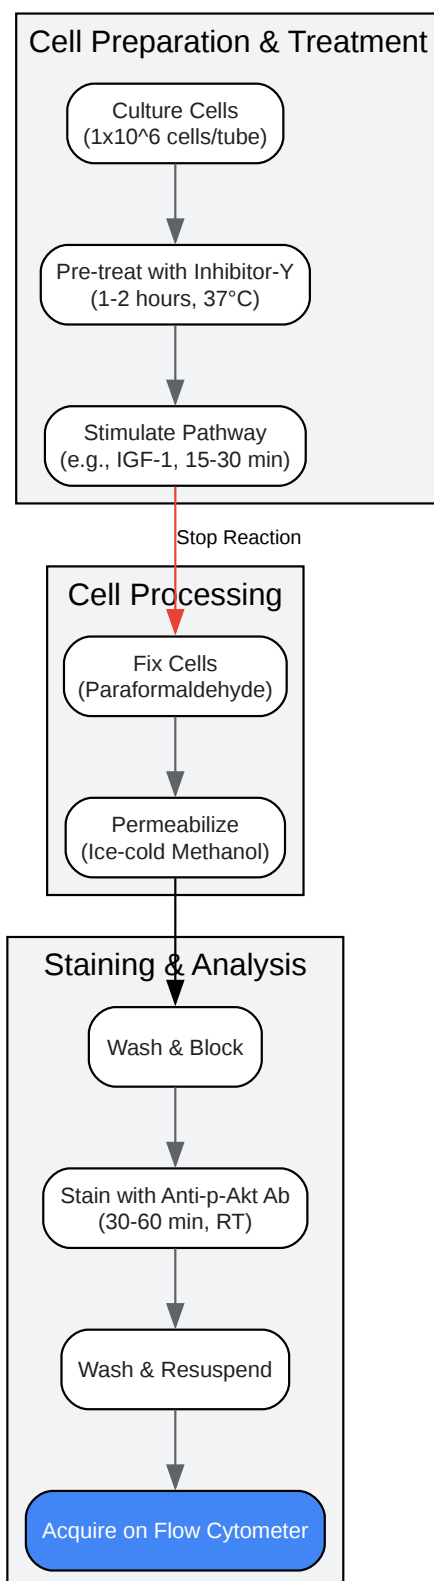 Cell Preparation & Treatment
Culture Cells
(1x10^6 cells/tube)
Pre-treat with Inhibitor-Y
(1-2 hours, 37°C)
Stimulate Pathway
(e.g., IGF-1, 15-30 min)
Stop Reaction
Cell Processing
Fix Cells
(Paraformaldehyde)
Permeabilize
(Ice-cold Methanol)
Staining & Analysis
Wash & Block
Stain with Anti-p-Akt Ab
(30-60 min, RT)
Wash & Resuspend
Acquire on Flow Cytometer